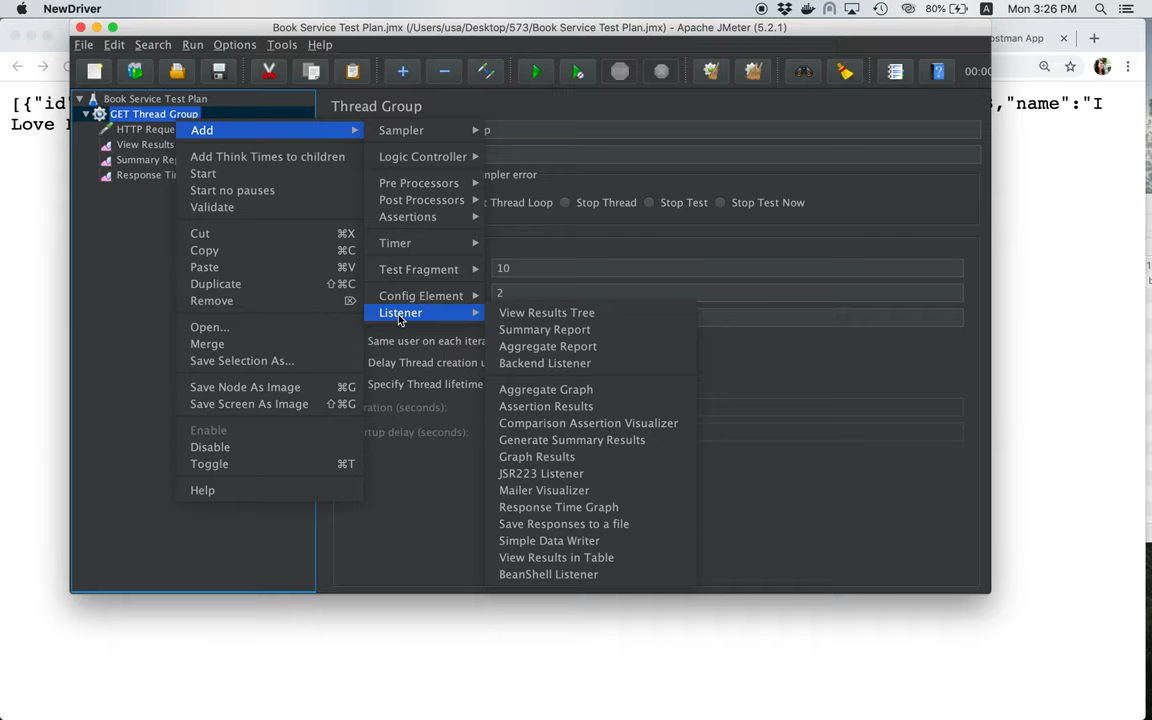 NewDriver
80%
A
Mon 3:26 PM
Book Service Test Plan.jmx (/Users/usa/Desktop/573/Book Service Test Plan.jmx) - Apache JMeter (5.2.1)
ostman App
File Edit Search Run Options Tools Help
00:00
[{"id"
,"name":"I
Love
Book Service Test Plan
GET Thread Group
HTTP Reque
View Results
Summary Rep
Response Tim
Thread Group
p
mpler error
t Thread Loop
Stop Thread
Stop Test
Stop Test Now
10
2
Same user on each itera
Delay Thread creation u
Specify Thread lifetime
ration (seconds):
rtup delay (seconds):
Add
Add Think Times to children
Start
Start no pauses
Validate
Cut ⌘X
Copy ⌘C
Paste ⌘V
Duplicate ⇧⌘C
Remove ⌦
Open...
Merge
Save Selection As...
Save Node As Image ⌘G
Save Screen As Image ⇧⌘G
Enable
Disable
Toggle ⌘T
Help
Sampler
Logic Controller
Pre Processors
Post Processors
Assertions
Timer
Test Fragment
Config Element
Listener
View Results Tree
Summary Report
Aggregate Report
Backend Listener
Aggregate Graph
Assertion Results
Comparison Assertion Visualizer
Generate Summary Results
Graph Results
JSR223 Listener
Mailer Visualizer
Response Time Graph
Save Responses to a file
Simple Data Writer
View Results in Table
BeanShell Listener